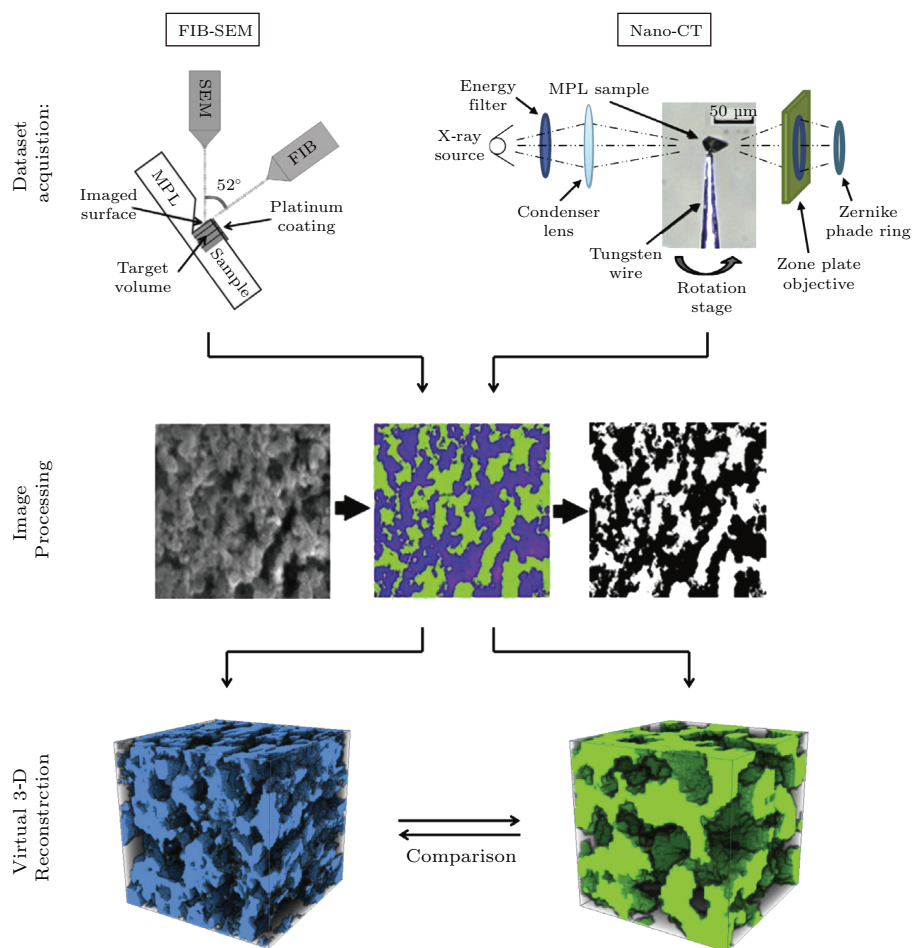 FIB-SEM
Nano-CT
Dataset
acquistion:
SEM
FIB
52°
MPL
Imaged
surface
Platinum
coating
Target
volume
Sample
Energy
filter
MPL sample
50 μm
X-ray
source
Condenser
lens
Tungsten
wire
Rotation
stage
Zone plate
objective
Zernike
phade ring
Image
Processing
Virtual 3-D
Reconstrction
Comparison